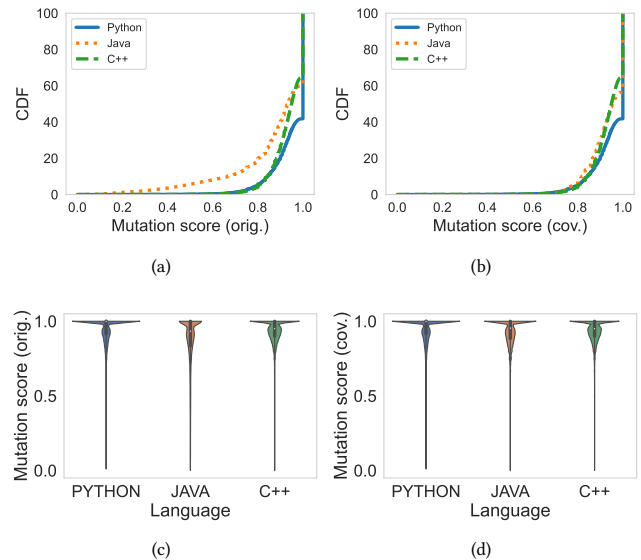 100
80
60
40
20
0
CDF
Python
Java
C++
0.0 0.2 0.4 0.6 0.8 1.0
Mutation score (orig.)
(a)
100
80
60
40
20
0
CDF
Python
Java
C++
0.0 0.2 0.4 0.6 0.8 1.0
Mutation score (cov.)
(b)
1.0
0.5
0.0
Mutation score (orig.)
PYTHON JAVA C++
Language
(c)
1.0
0.5
0.0
Mutation score (cov.)
PYTHON JAVA C++
Language
(d)